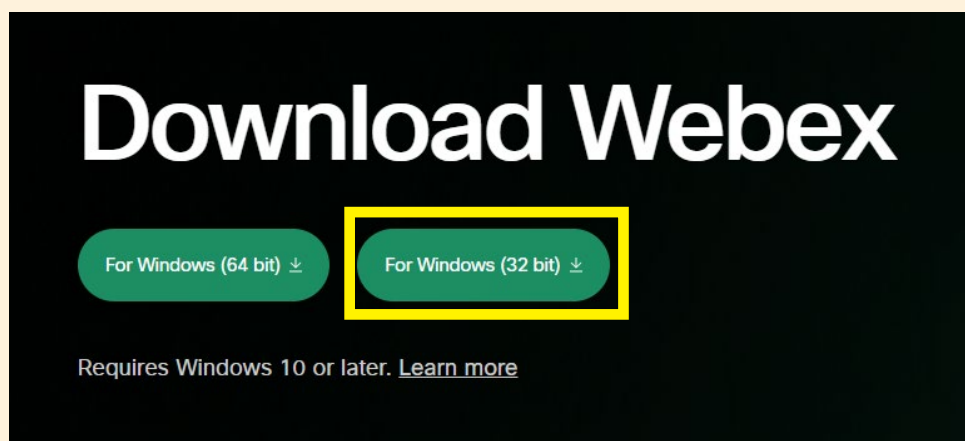 Download Webex
For Windows (64 bit) For Windows (32 bit)
Requires Windows 10 or later. Learn more